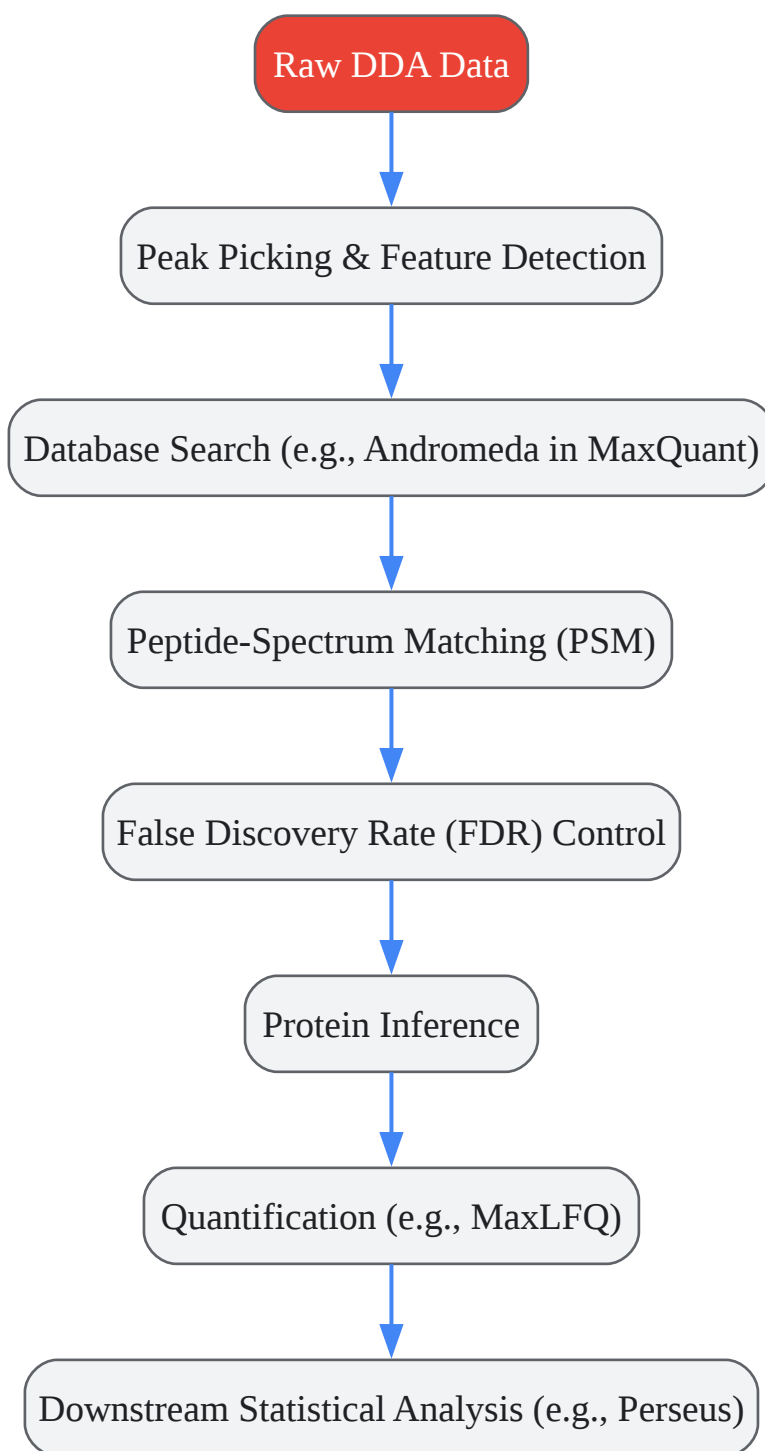 Raw DDA Data
Peak Picking & Feature Detection
Database Search (e.g., Andromeda in MaxQuant)
Peptide-Spectrum Matching (PSM)
False Discovery Rate (FDR) Control
Protein Inference
Quantification (e.g., MaxLFQ)
Downstream Statistical Analysis (e.g., Perseus)